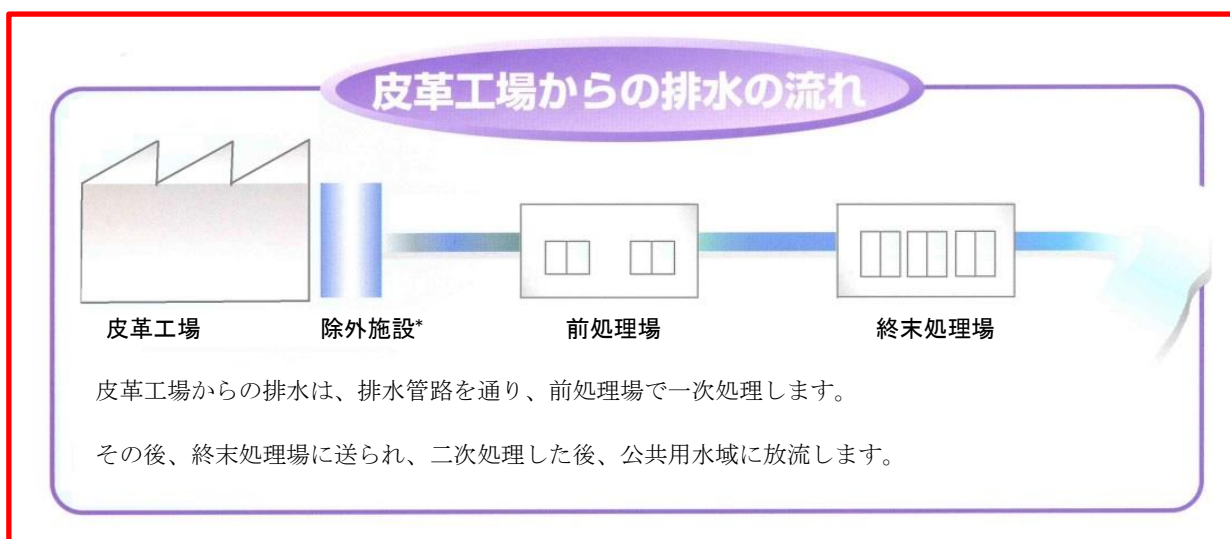 皮革工場からの排水の流れ
皮革工場 除外施設* 前処理場 終末処理場
皮革工場からの排水は、排水管路を通り、前処理場で一次処理します。
その後、終末処理場に送られ、二次処理した後、公共用水域に放流します。